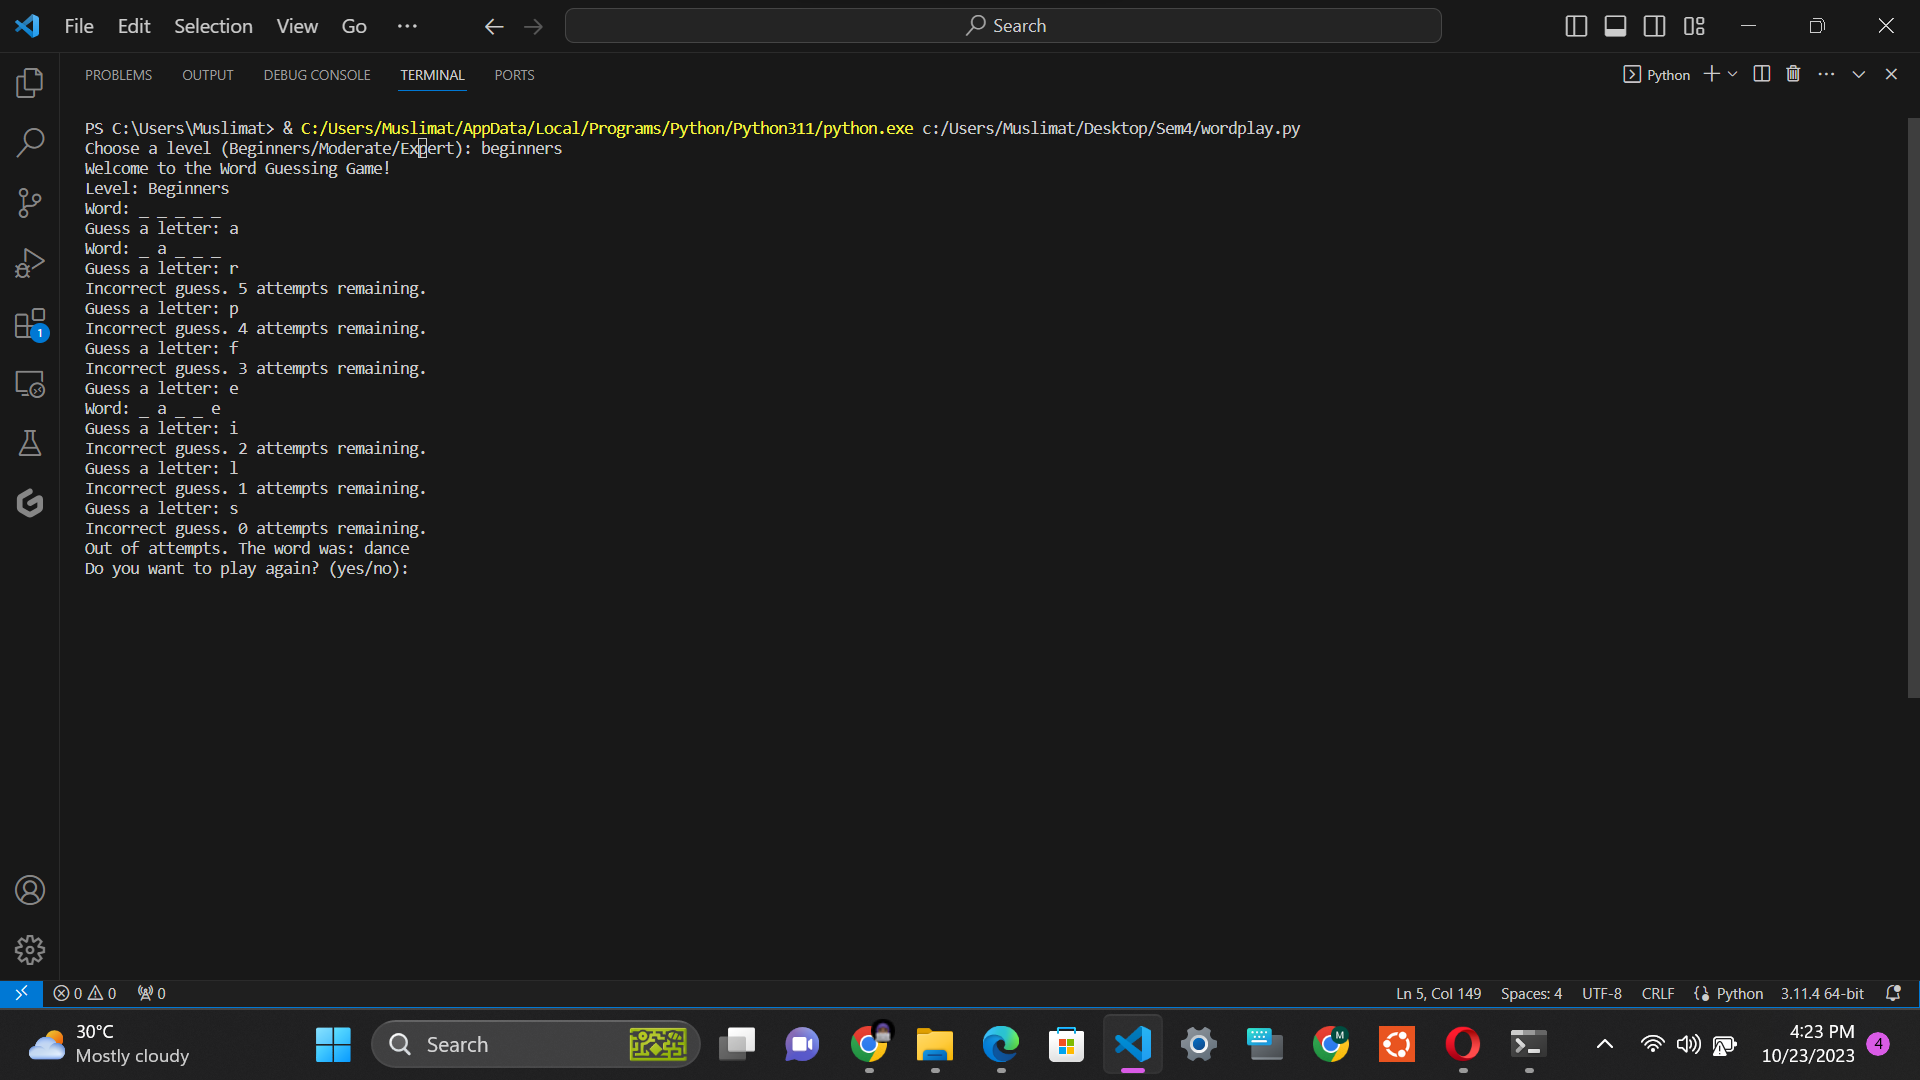 File Edit Selection View Go ··· Search
PROBLEMS OUTPUT DEBUG CONSOLE TERMINAL PORTS Python
PS C:\Users\Muslimat> & C:/Users/Muslimat/AppData/Local/Programs/Python/Python311/python.exe c:/Users/Muslimat/Desktop/Sem4/wordplay.py
Choose a level (Beginners/Moderate/Expert): beginners
Welcome to the Word Guessing Game!
Level: Beginners
Word: _ _ _ _ _
Guess a letter: a
Word: _ a _ _ _
Guess a letter: r
Incorrect guess. 5 attempts remaining.
Guess a letter: p
Incorrect guess. 4 attempts remaining.
Guess a letter: f
Incorrect guess. 3 attempts remaining.
Guess a letter: e
Word: _ a _ _ e
Guess a letter: i
Incorrect guess. 2 attempts remaining.
Guess a letter: l
Incorrect guess. 1 attempts remaining.
Guess a letter: s
Incorrect guess. 0 attempts remaining.
Out of attempts. The word was: dance
Do you want to play again? (yes/no):
1
0 0 0 Ln 5, Col 149 Spaces: 4 UTF-8 CRLF Python 3.11.4 64-bit
30°C
Mostly cloudy
Search
M
4:23 PM
10/23/2023
4